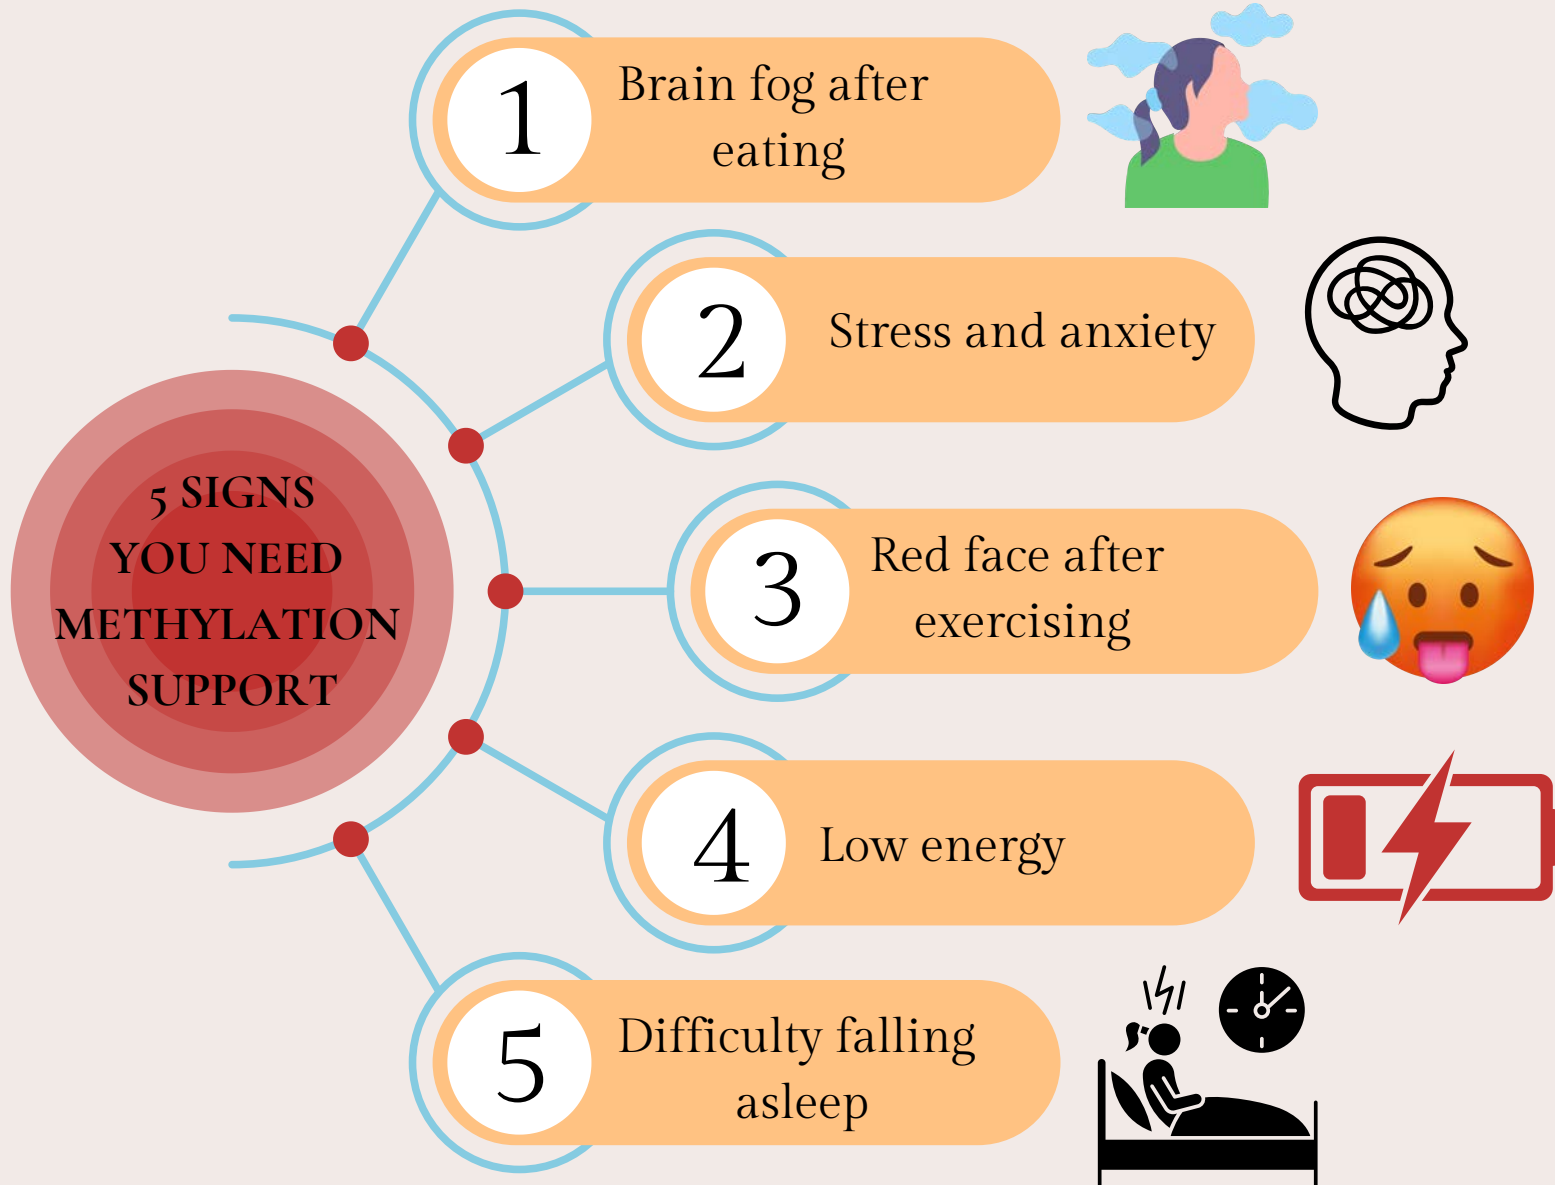 5 SIGNS
YOU NEED
METHYLATION
SUPPORT
1
Brain fog after
eating
2
Stress and anxiety
3
Red face after
exercising
4
Low energy
5
Difficulty falling
asleep